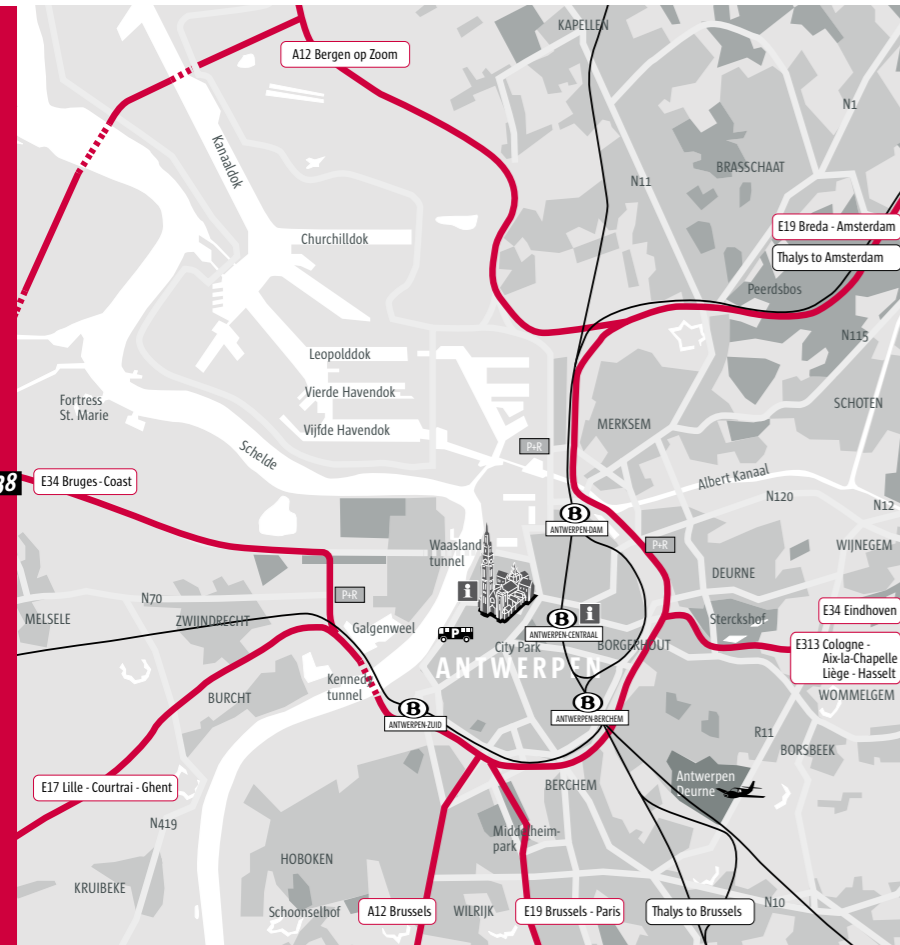 KAPELLEN
A12 Bergen op Zoom
N1
Kanaaldok
BRASSCHAAT
N11
E19 Breda - Amsterdam
Churchilldok
Thalys to Amsterdam
Peerdsbos
N115
Leopolddok
Vierde Havendok
Fortress
St. Marie
SCHOTEN
Vijfde Havendok
MERKSEM
P+R
Schelde
Albert Kanaal
38
E34 Bruges - Coast
N120
N12
B
ANTWERPEN-DAM
Waasland
tunnel
P+R
WIJNEGEM
DEURNE
i
P+R
N70
MELSELE
ZWIJNDRECHT
B
i
Sterckshof
E34 Eindhoven
Galgenweel
P
ANTWERPEN-CENTRAAL
City Park
BORGERHOUT
E313 Cologne -
Aix-la-Chapelle
Liège - Hasselt
ANTWERPEN
Kennedy
tunnel
BURCHT
WOMMELGEM
B
ANTWERPEN-ZUID
B
ANTWERPEN-BERCHEM
R11
BORSBEEK
Antwerpen
Deurne
E17 Lille - Courtrai - Ghent
BERCHEM
N419
Middelheim-
park
HOBOKEN
KRUIBEKE
Schoonselhof
A12 Brussels
WILRIJK
E19 Brussels - Paris
Thalys to Brussels
N10